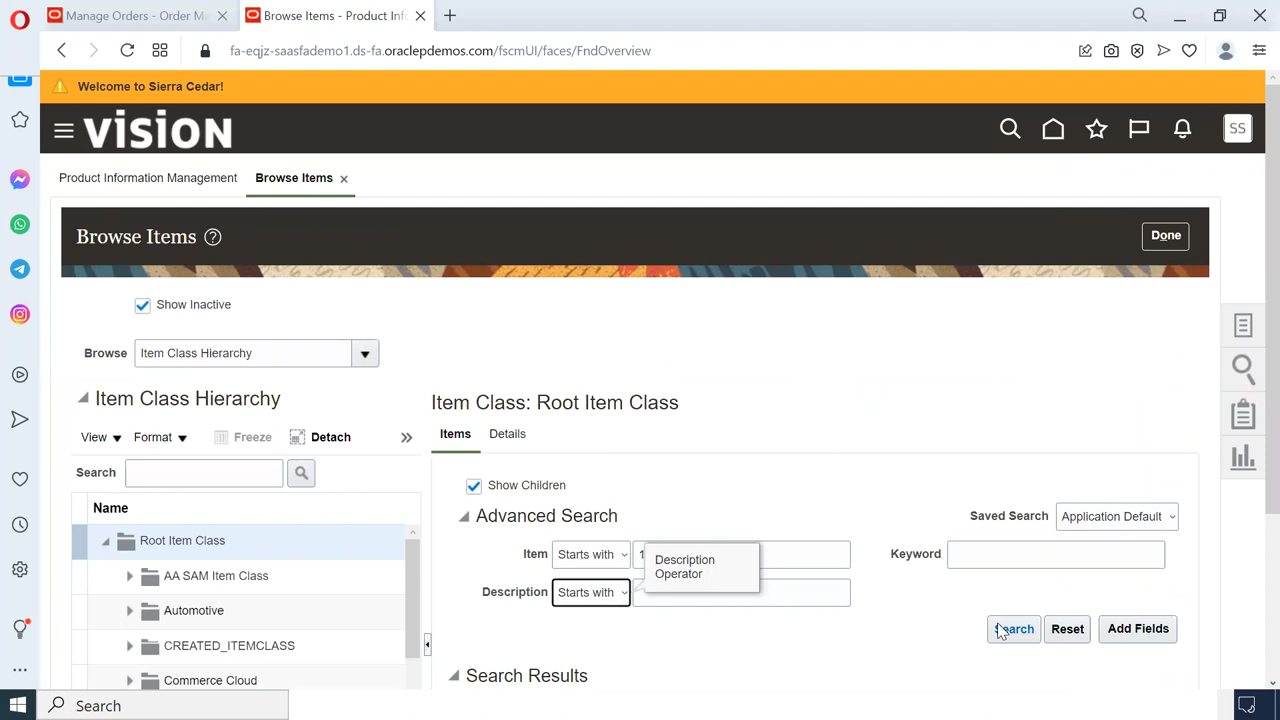 Manage Orders - Order M
Browse Items - Product Inf
fa-eqjz-saasfademo1.ds-fa.oraclepdemos.com/fscmUI/faces/FndOverview
Welcome to Sierra Cedar!
VISION
SS
Product Information Management
Browse Items
Browse Items
Done
Show Inactive
Browse
Item Class Hierarchy
Item Class Hierarchy
Item Class: Root Item Class
View
Format
Freeze
Detach
Items
Details
Search
Show Children
Name
Advanced Search
Saved Search
Application Default
Root Item Class
Item
Starts with
Description
Operator
Keyword
AA SAM Item Class
Description
Starts with
Automotive
Search
Reset
Add Fields
CREATED_ITEMCLASS
Search Results
Commerce Cloud
Search